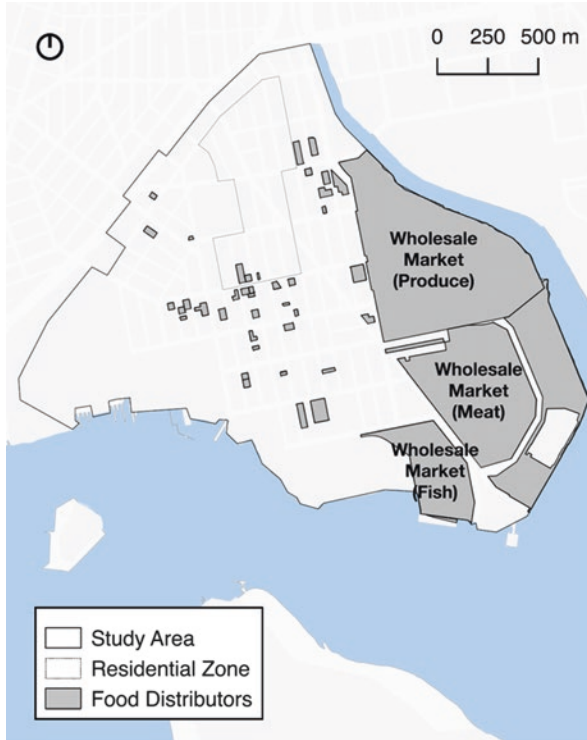 0 250 500 m
Wholesale
Market
(Produce)
Wholesale
Market
(Meat)
Wholesale
Market
(Fish)
Study Area
Residential Zone
Food Distributors